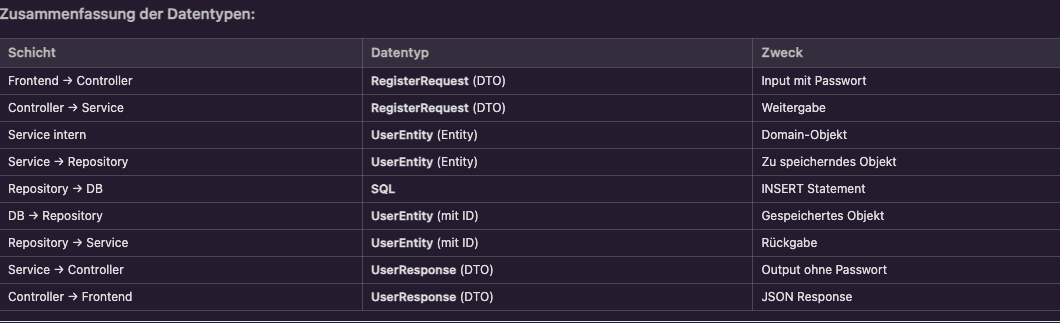 Zusammenfassung der Datentypen:
Schicht Datentyp Zweck
Frontend → Controller RegisterRequest (DTO) Input mit Passwort
Controller → Service RegisterRequest (DTO) Weitergabe
Service intern UserEntity (Entity) Domain-Objekt
Service → Repository UserEntity (Entity) Zu speicherndes Objekt
Repository → DB SQL INSERT Statement
DB → Repository UserEntity (mit ID) Gespeichertes Objekt
Repository → Service UserEntity (mit ID) Rückgabe
Service → Controller UserResponse (DTO) Output ohne Passwort
Controller → Frontend UserResponse (DTO) JSON Response